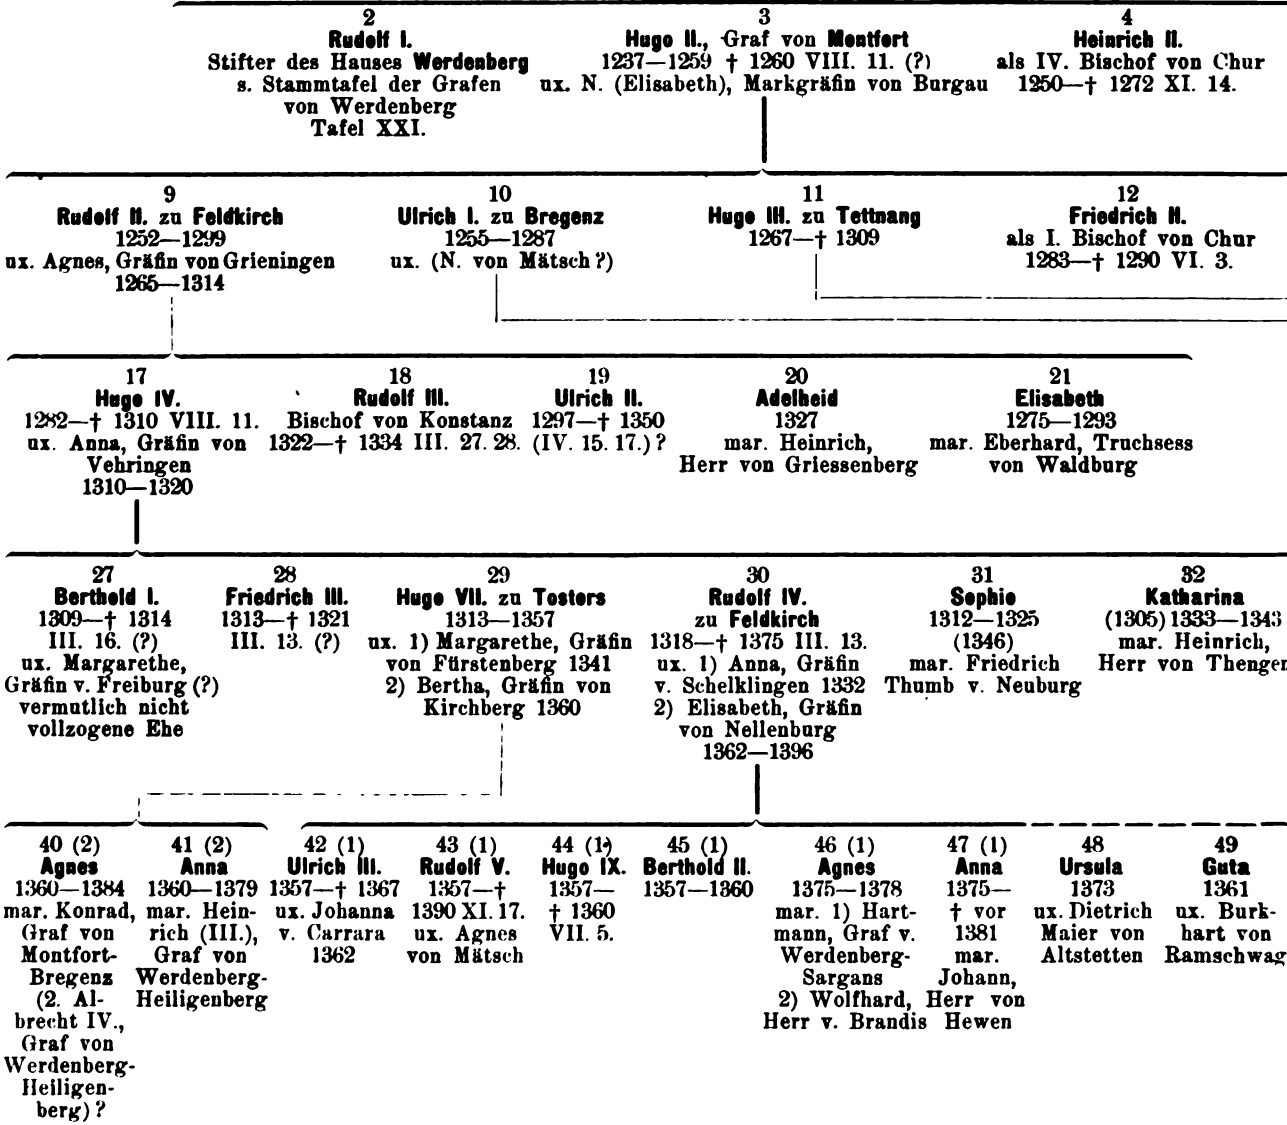 2
Rudolf I.
Stifter des Hauses Werdenberg
s. Stammtafel der Grafen
von Werdenberg
Tafel XXI.
3
Hugo II., Graf von Montfort
1237—1259 † 1260 VIII. 11. (?)
ux. N. (Elisabeth), Markgräfin von Burgau
4
Heinrich II.
als IV. Bischof von Chur
1250—† 1272 XI. 14.
9
Rudolf II. zu Feldkirch
1252—1299
ux. Agnes, Gräfin von Grieningen
1265—1314
10
Ulrich I. zu Bregenz
1255—1287
ux. (N. von Mätsch?)
11
Hugo III. zu Tettnang
1267—† 1309
12
Friedrich II.
als I. Bischof von Chur
1283—† 1290 VI. 3.
17
Hugo IV.
1282—† 1310 VIII. 11.
ux. Anna, Gräfin von
Vehringen
1310—1320
18
Rudolf III.
Bischof von Konstanz
1322—† 1334 III. 27. 28.
19
Ulrich II.
1297—† 1350
(IV. 15. 17.) ?
20
Adelheid
1327
mar. Heinrich,
Herr von Griessenberg
21
Elisabeth
1275—1293
mar. Eberhard, Truchsess
von Waldburg
27
Berthold I.
1309—† 1314
III. 16. (?)
ux. Margarethe,
Gräfin v. Freiburg (?)
vermutlich nicht
vollzogene Ehe
28
Friedrich III.
1313—† 1321
III. 13. (?)
29
Hugo VII. zu Tosters
1313—1357
ux. 1) Margarethe, Gräfin
von Fürstenberg 1341
2) Bertha, Gräfin von
Kirchberg 1360
30
Rudolf IV.
zu Feldkirch
1318—† 1375 III. 13.
ux. 1) Anna, Gräfin
v. Schelklingen 1332
2) Elisabeth, Gräfin
von Nellenburg
1362—1396
31
Sophie
1312—1325
(1346)
mar. Friedrich
Thumb v. Neuburg
32
Katharina
(1305) 1333—1343
mar. Heinrich,
Herr von Thengen
40 (2)
Agnes
1360—1384
mar. Konrad,
Graf von
Montfort-
Bregenz
(2. Al-
brecht IV.,
Graf von
Werdenberg-
Heiligen-
berg) ?
41 (2)
Anna
1360—1379
mar. Hein-
rich (III.),
Graf von
Werdenberg-
Heiligenberg
42 (1)
Ulrich III.
1357—† 1367
ux. Johanna
v. Carrara
1362
43 (1)
Rudolf V.
1357—†
1390 XI. 17.
ux. Agnes
von Mätsch
44 (1)
Hugo IX.
1357—
† 1360
VII. 5.
45 (1)
Berthold II.
1357—1360
46 (1)
Agnes
1375—1378
mar. 1) Hart-
mann, Graf v.
Werdenberg-
Sargans
2) Wolfhard,
Herr v. Brandis
47 (1)
Anna
1375—
† vor
1381
mar.
Johann,
Herr von
Hewen
48
Ursula
1373
ux. Dietrich
Maier von
Altstetten
49
Guta
1361
ux. Burk-
hart von
Ramschwag